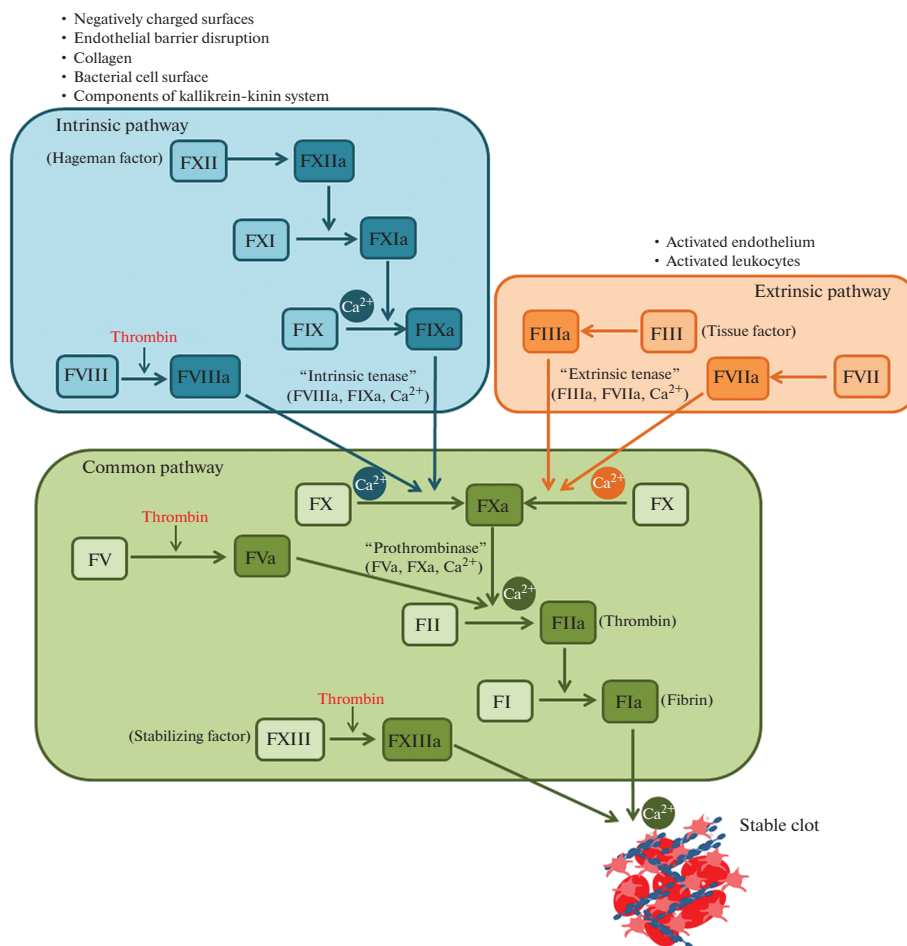 • Negatively charged surfaces
• Endothelial barrier disruption
• Collagen
• Bacterial cell surface
• Components of kallikrein-kinin system
Intrinsic pathway
(Hageman factor)
FXII
FXIIa
FXI
FXIa
Ca²⁺
FIX
FIXa
Thrombin
FVIII
FVIIIa
"Intrinsic tenase"
(FVIIIa, FIXa, Ca²⁺)
• Activated endothelium
• Activated leukocytes
Extrinsic pathway
FIIIa
FIII
(Tissue factor)
"Extrinsic tenase"
(FIIIa, FVIIa, Ca²⁺)
FVIIa
FVII
Common pathway
FX
Ca²⁺
FXa
Ca²⁺
FX
Thrombin
FV
FVa
"Prothrombinase"
(FVa, FXa, Ca²⁺)
Ca²⁺
FII
FIIa
(Thrombin)
FI
FIa
(Fibrin)
Thrombin
(Stabilizing factor)
FXIII
FXIIIa
Ca²⁺
Stable clot